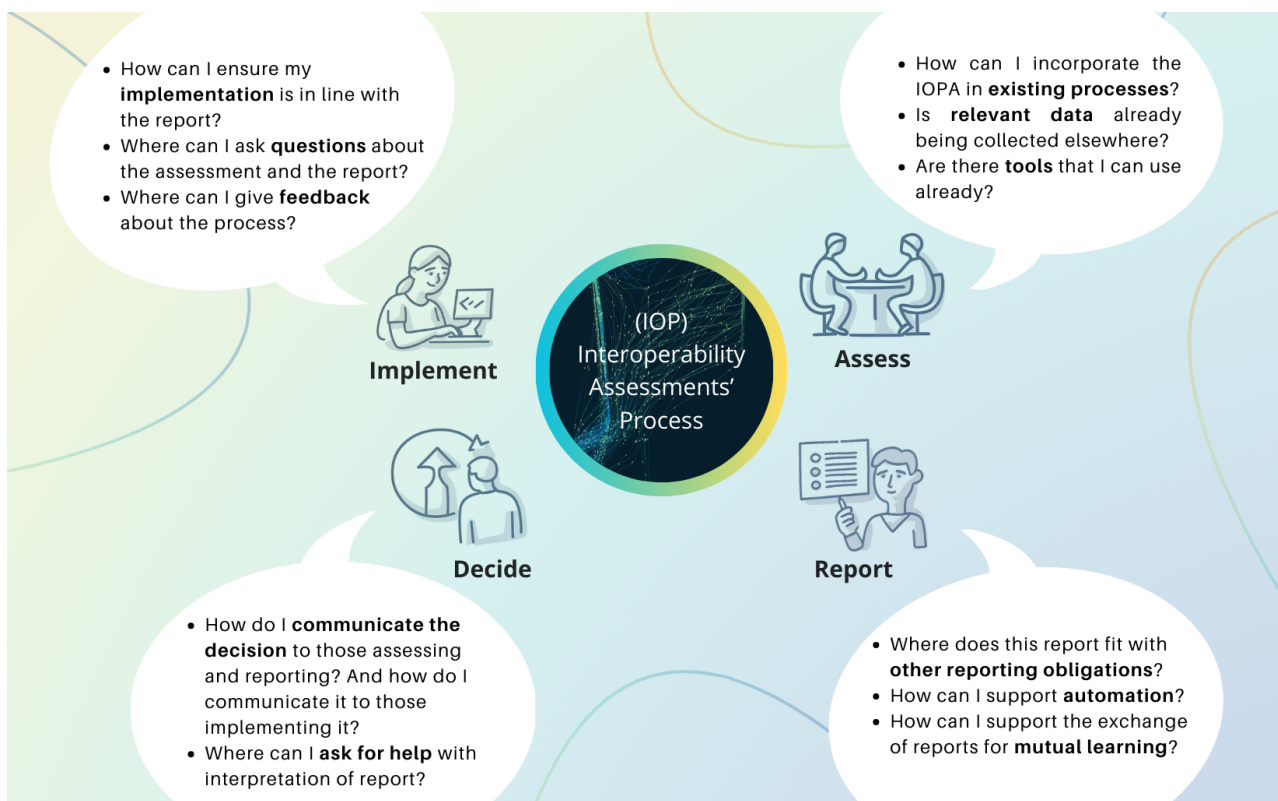 • How can I ensure my
implementation is in line with
the report?
• Where can I ask questions about
the assessment and the report?
• Where can I give feedback
about the process?
• How can I incorporate the
IOPA in existing processes?
• Is relevant data already
being collected elsewhere?
• Are there tools that I can use
already?
Implement
(IOP)
Interoperability
Assessments’
Process
Assess
Decide
Report
• How do I communicate the
decision to those assessing
and reporting? And how do I
communicate it to those
implementing it?
• Where can I ask for help with
interpretation of report?
• Where does this report fit with
other reporting obligations?
• How can I support automation?
• How can I support the exchange
of reports for mutual learning?